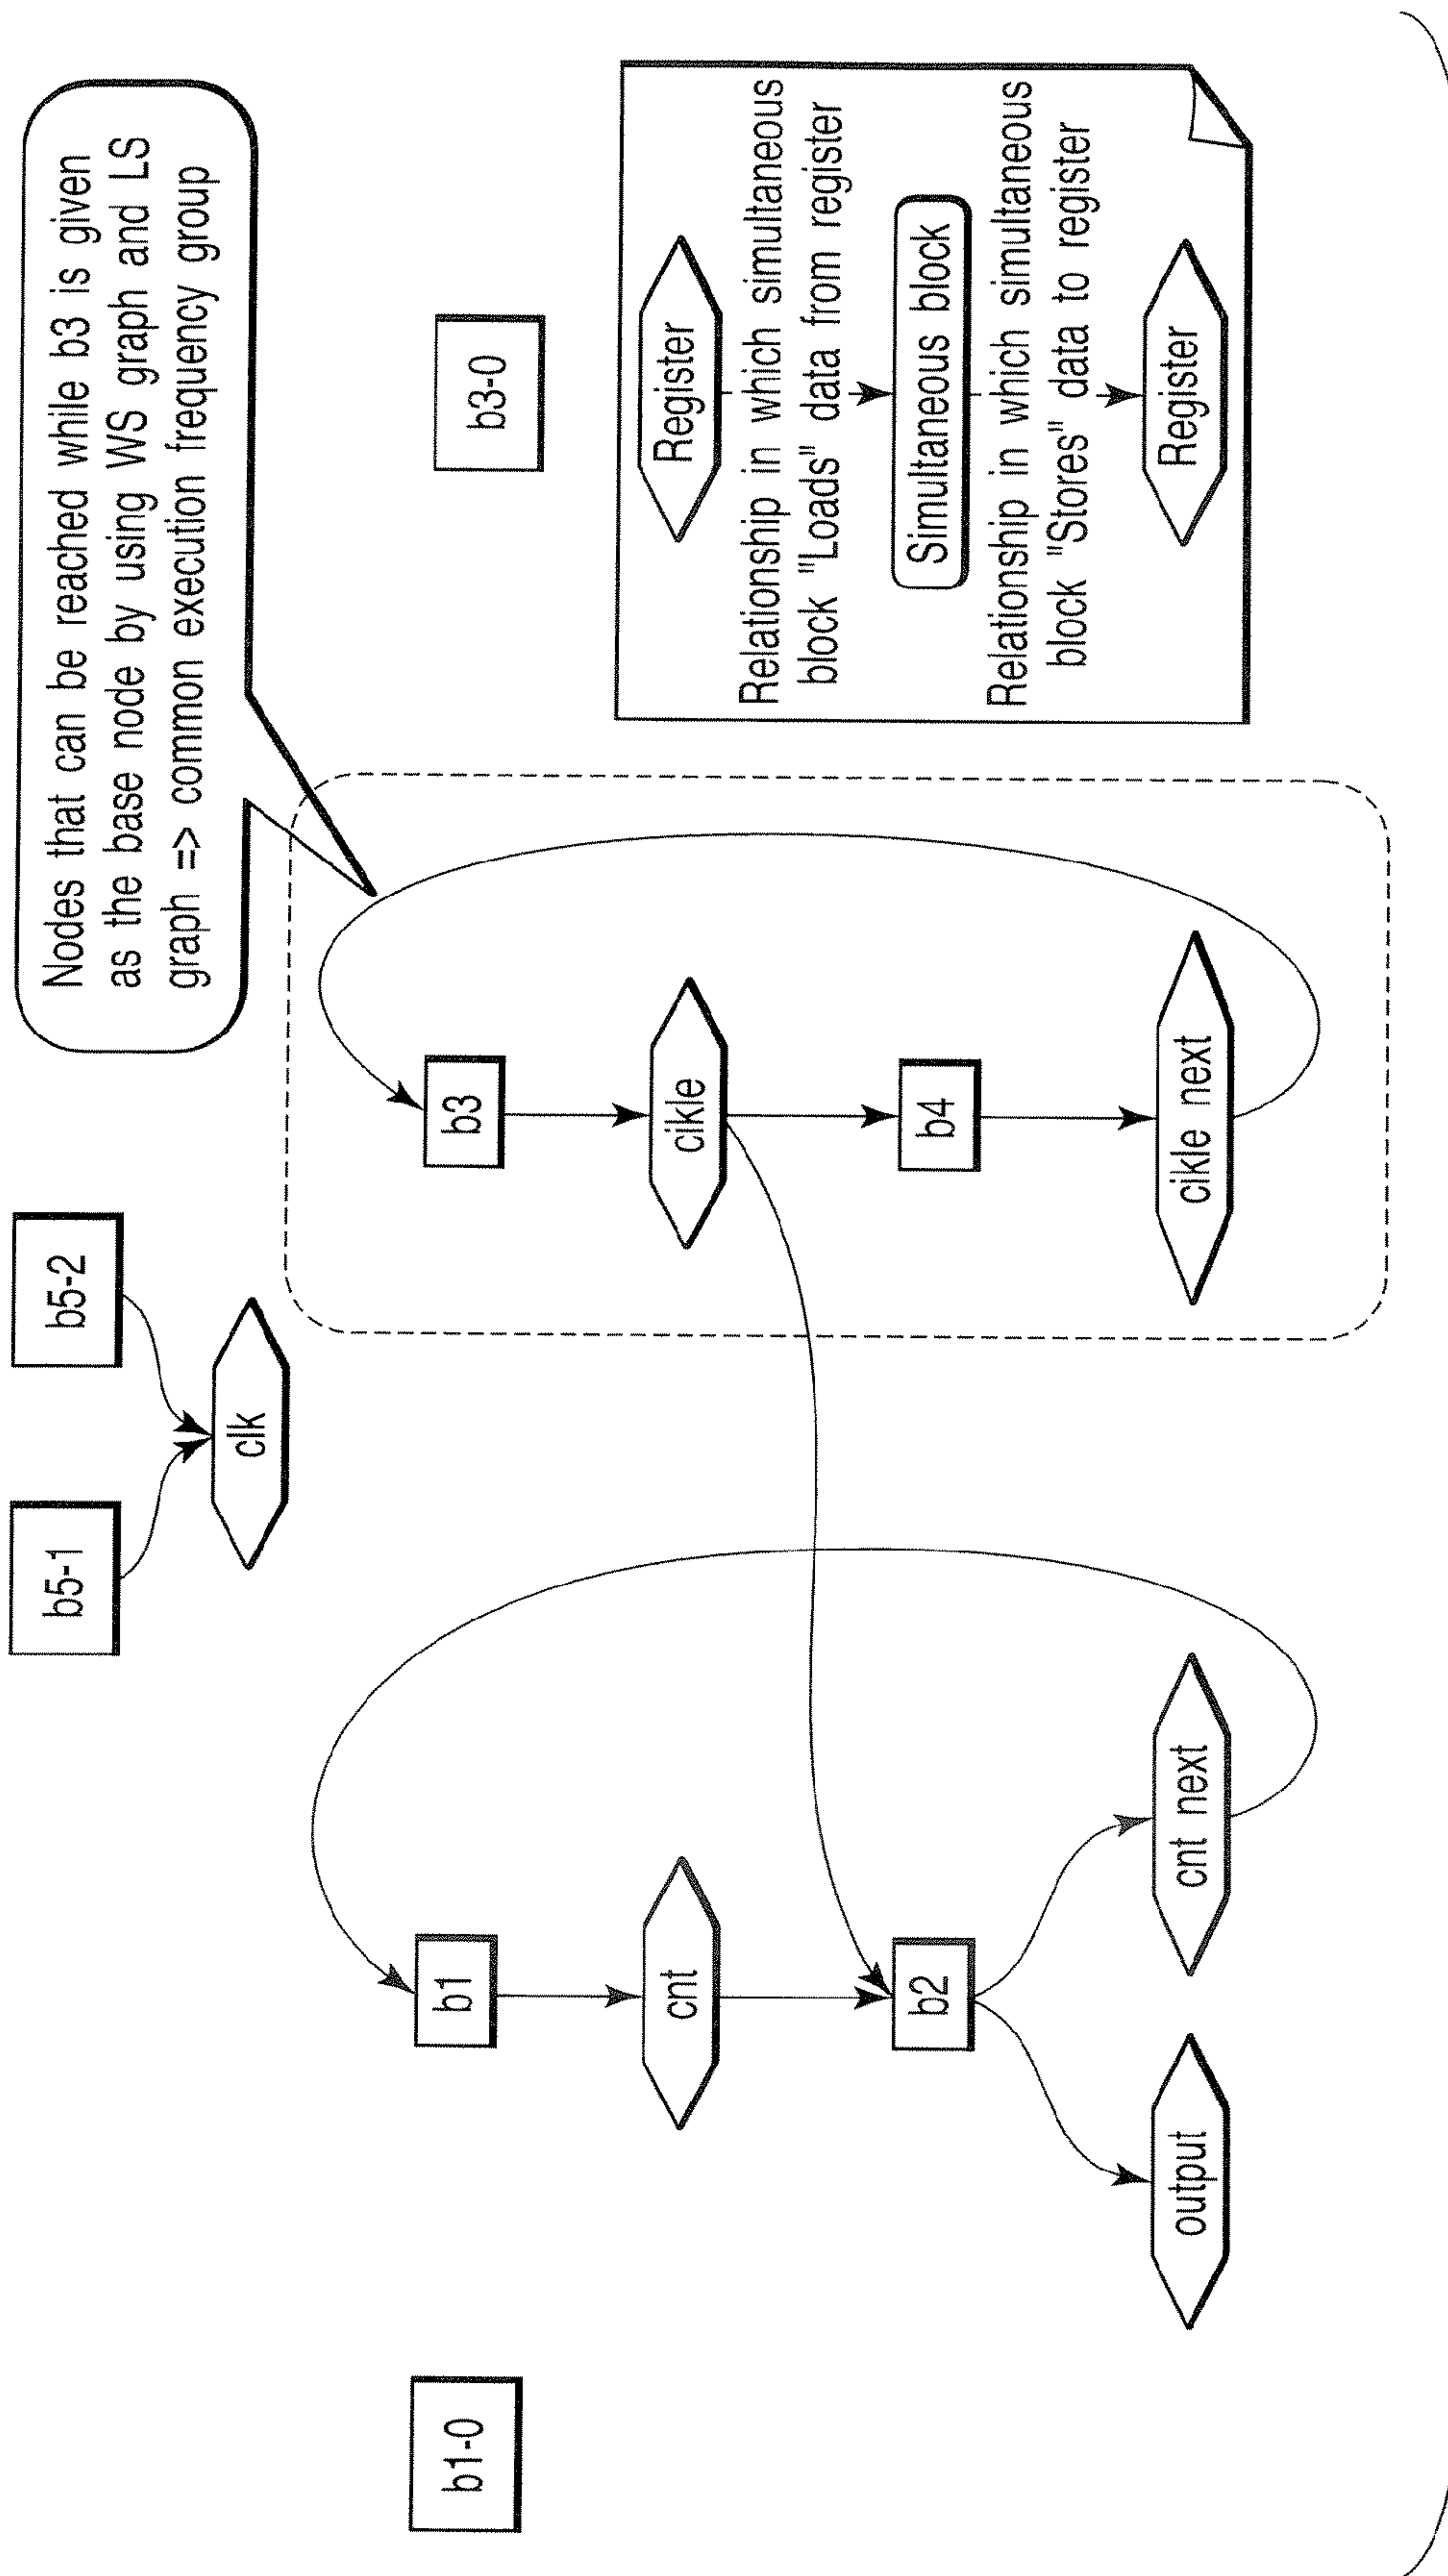 Nodes that can be reached while b3 is given
as the base node by using WS graph and LS
graph => common execution frequency group
b5-1
b5-2
clk
b1-0
b1
b3
b3-0
cnt
cikle
b2
b4
output
cnt next
cikle next
Register
Relationship in which simultaneous
block "Loads" data from register
Simultaneous block
Relationship in which simultaneous
block "Stores" data to register
Register